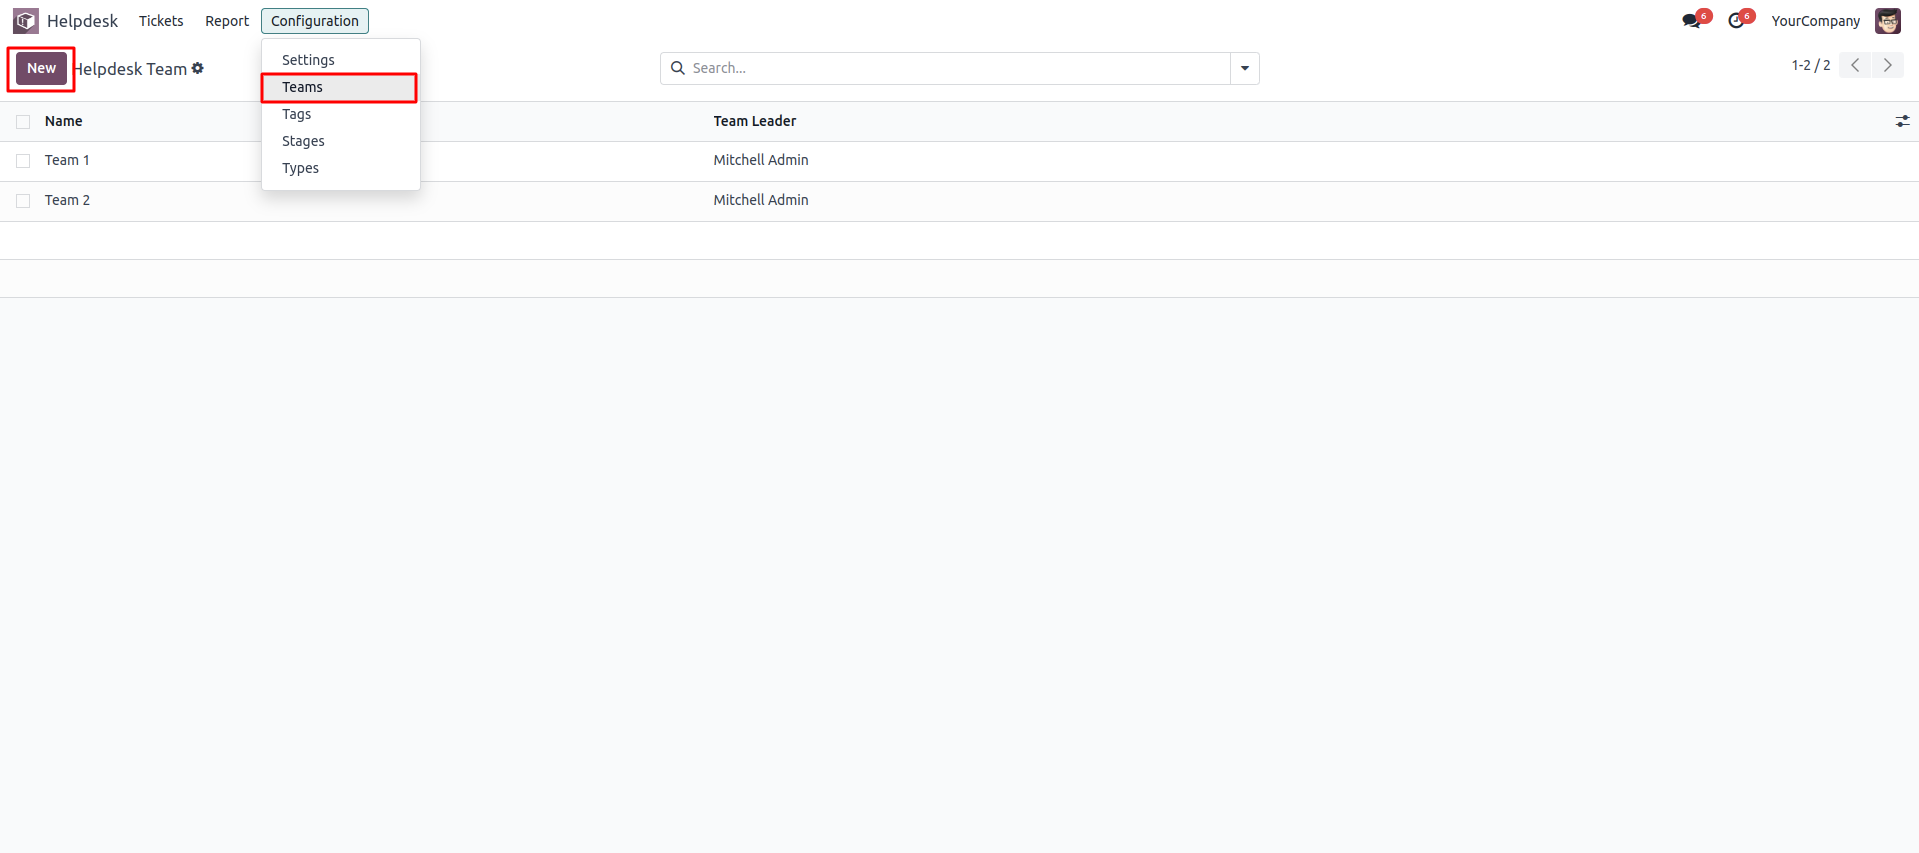 Helpdesk Tickets Report Configuration 6 6 YourCompany
New Helpdesk Team Search... 1-2 / 2
Settings
Teams
Tags
Stages
Types
Name Team Leader
Team 1 Mitchell Admin
Team 2 Mitchell Admin